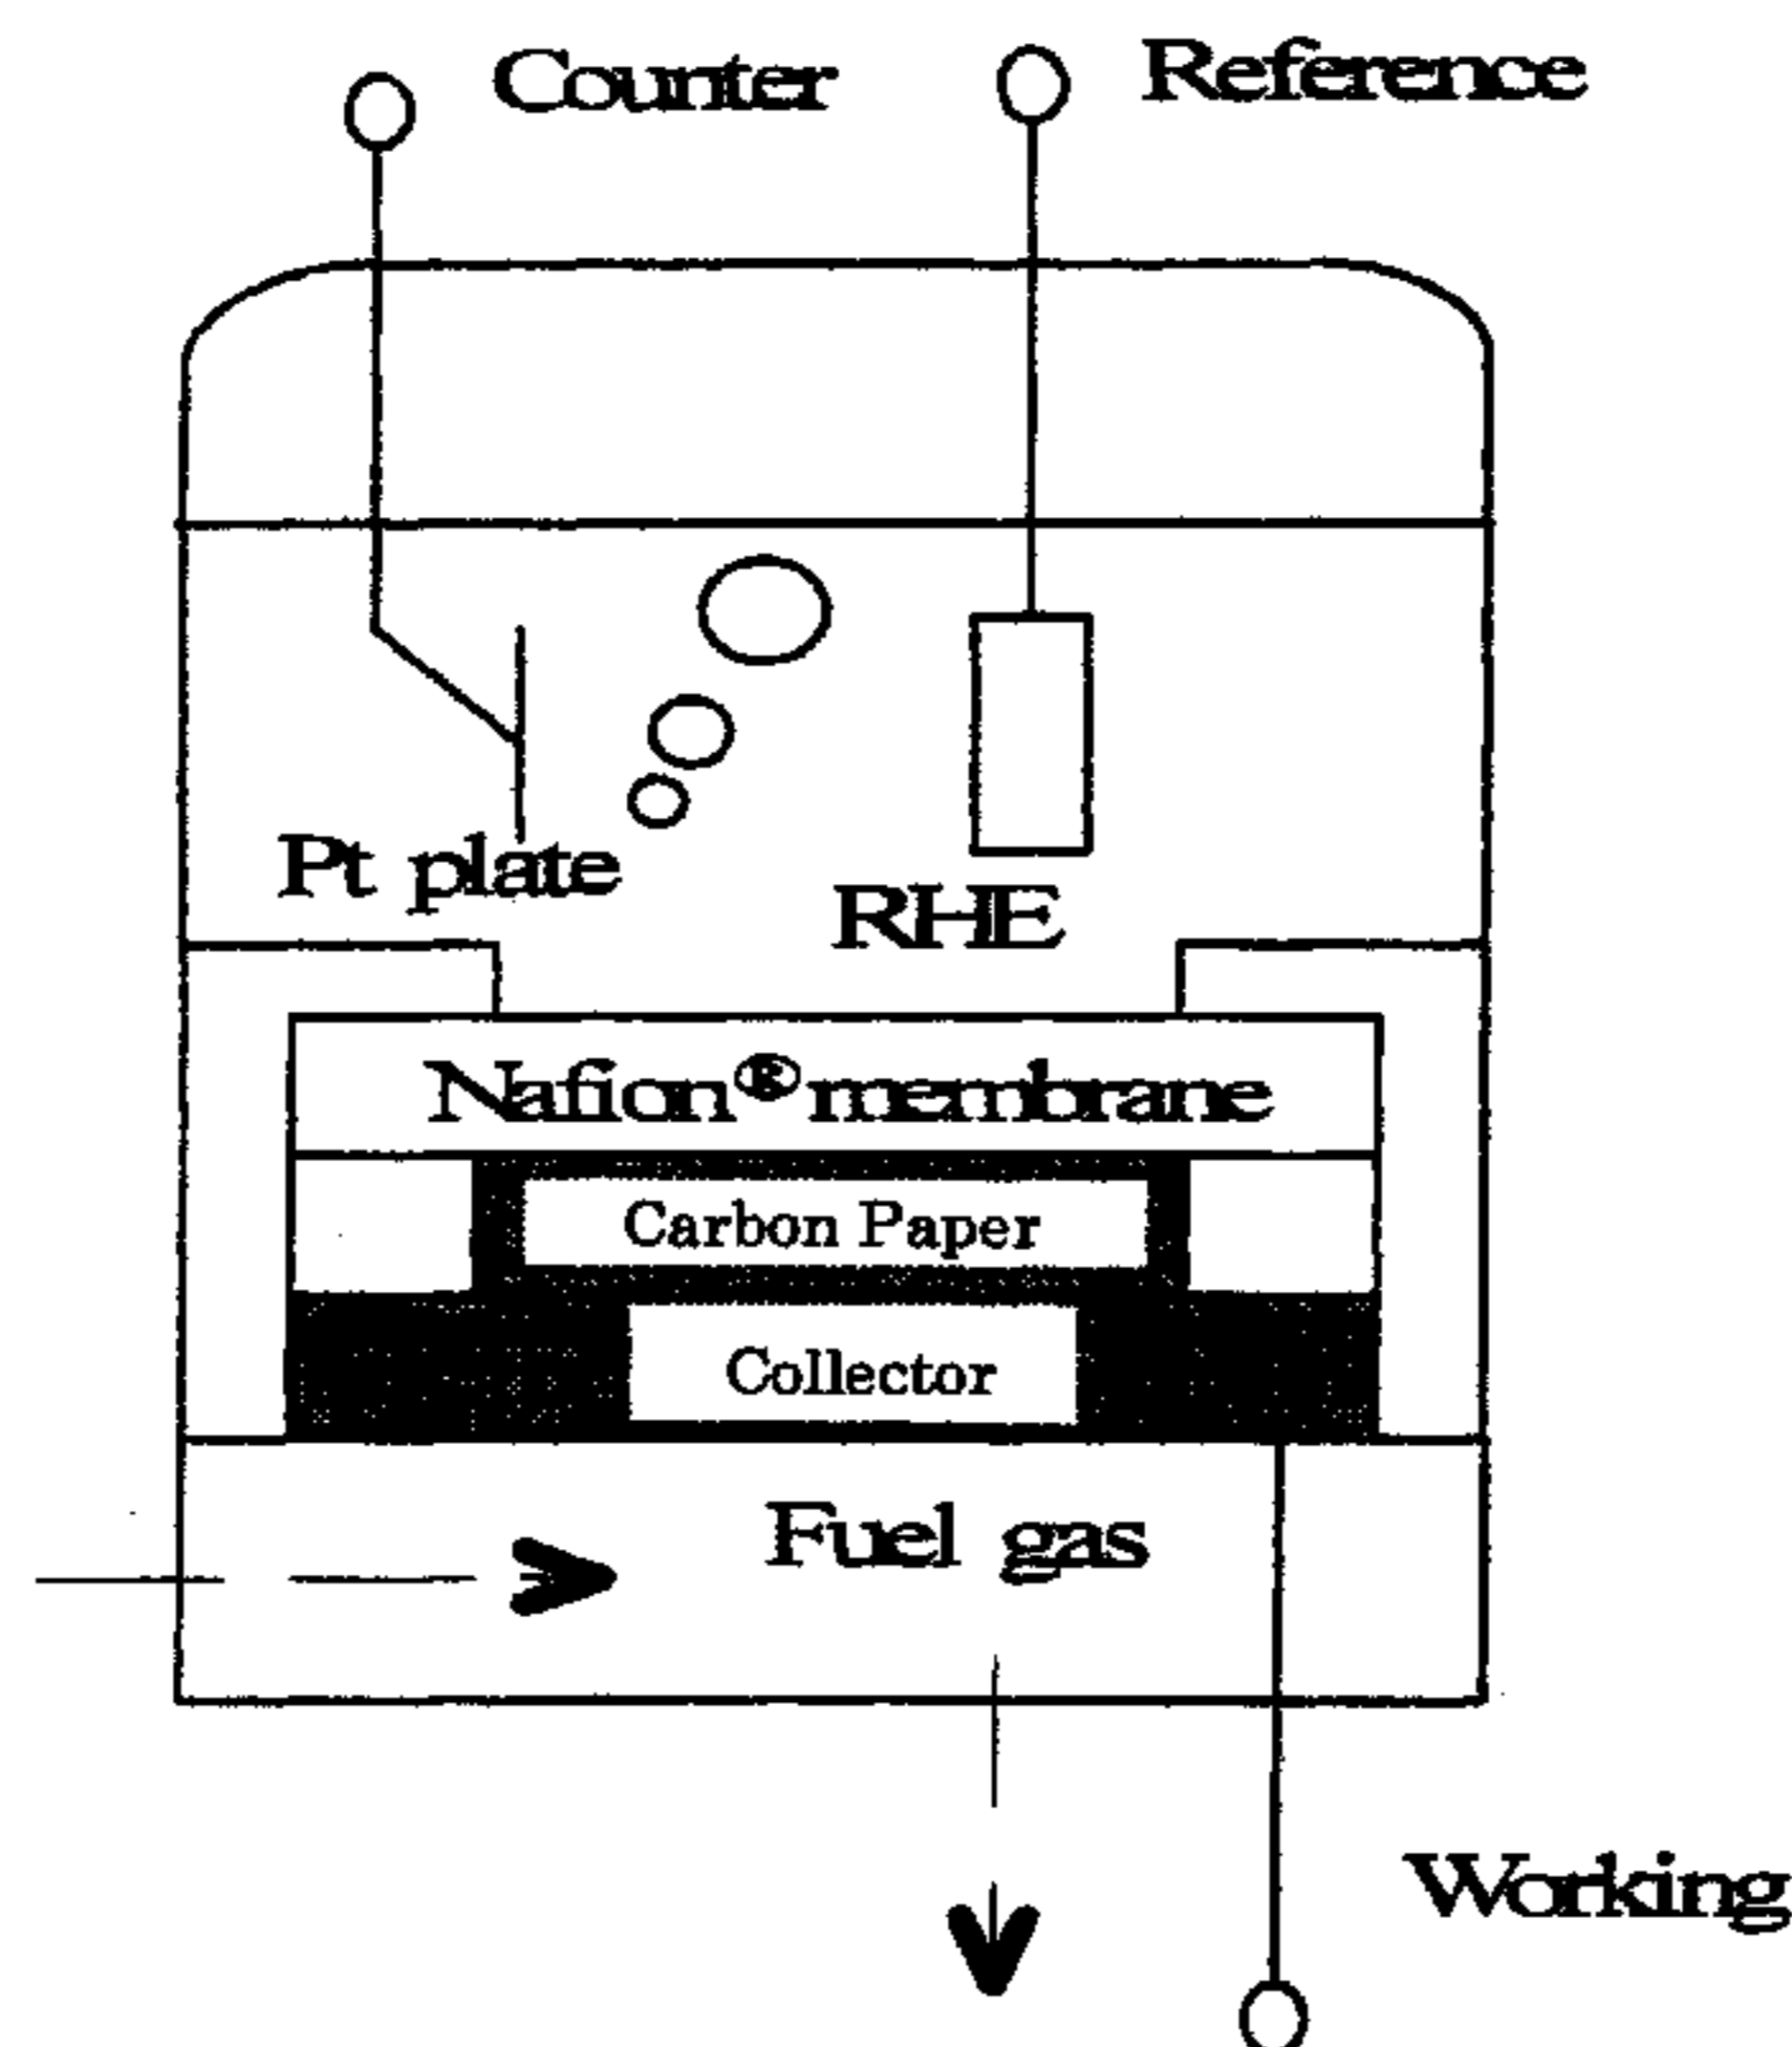 Counter
Reference
Pt plate
RHE
Nafion® membrane
Carbon Paper
Collector
Fuel gas
Working